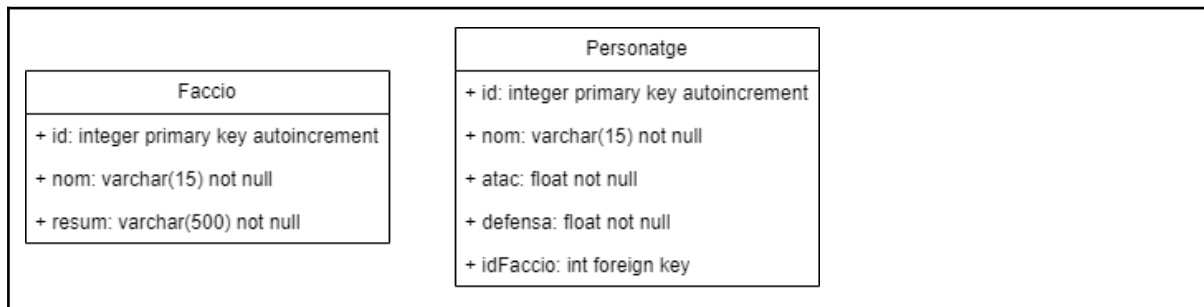 Faccio
+ id: integer primary key autoincrement
+ nom: varchar(15) not null
+ resum: varchar(500) not null
Personatge
+ id: integer primary key autoincrement
+ nom: varchar(15) not null
+ atac: float not null
+ defensa: float not null
+ idFaccio: int foreign key